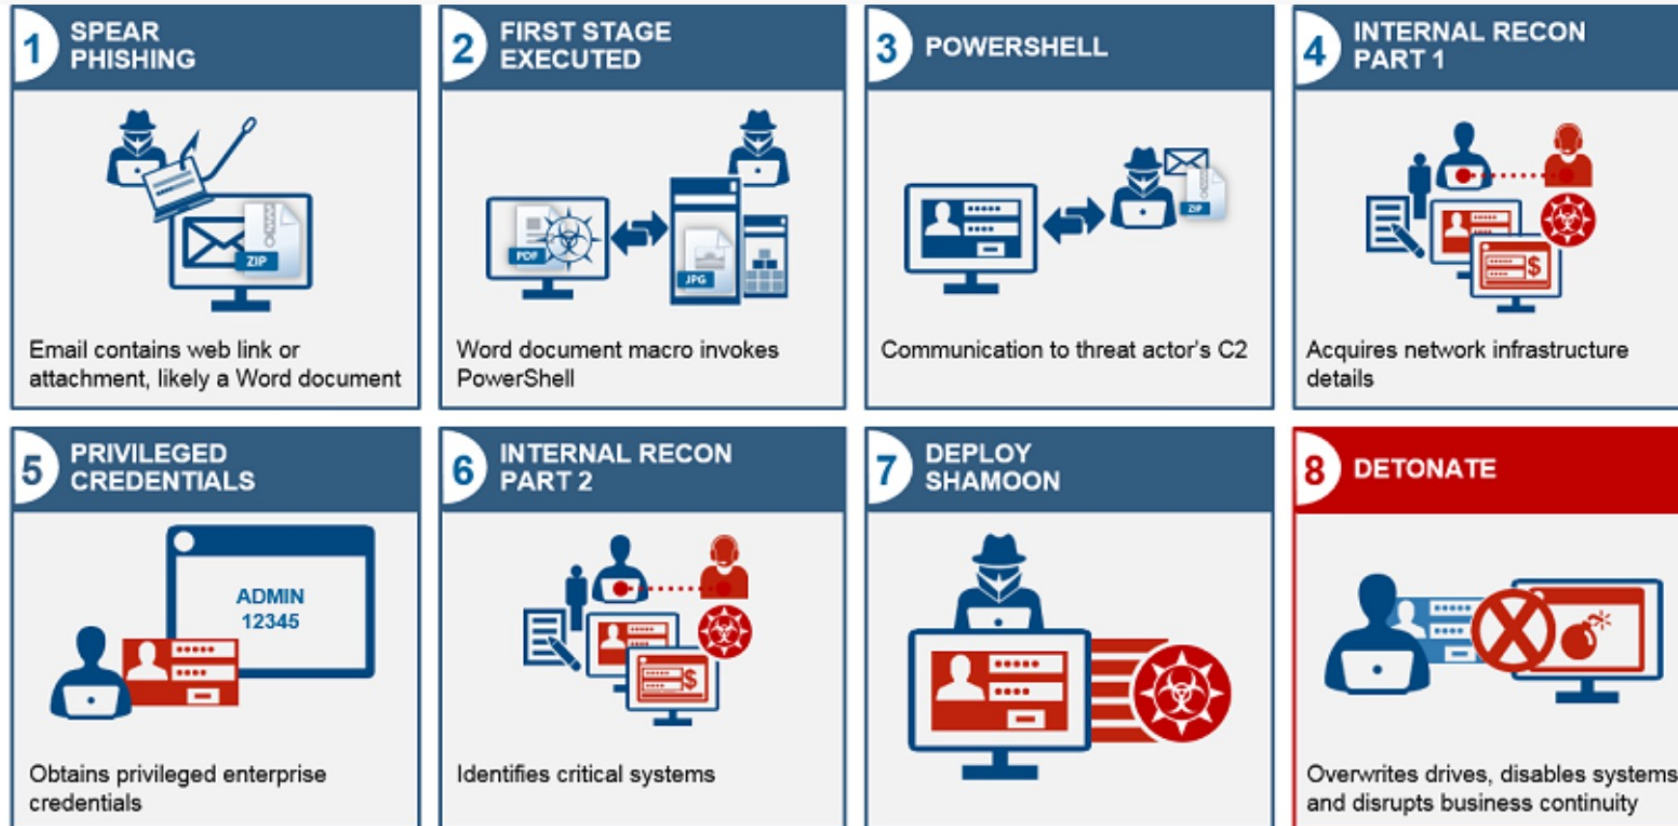 1
SPEAR
PHISHING
ZIP
Email contains web link or
attachment, likely a Word document
2
FIRST STAGE
EXECUTED
PDF
JPG
Word document macro invokes
PowerShell
3
POWERSHELL
ZIP
Communication to threat actor's C2
4
INTERNAL RECON
PART 1
$
Acquires network infrastructure
details
5
PRIVILEGED
CREDENTIALS
ADMIN
12345
Obtains privileged enterprise
credentials
6
INTERNAL RECON
PART 2
$
Identifies critical systems
7
DEPLOY
SHAMOON
8
DETONATE
Overwrites drives, disables systems
and disrupts business continuity